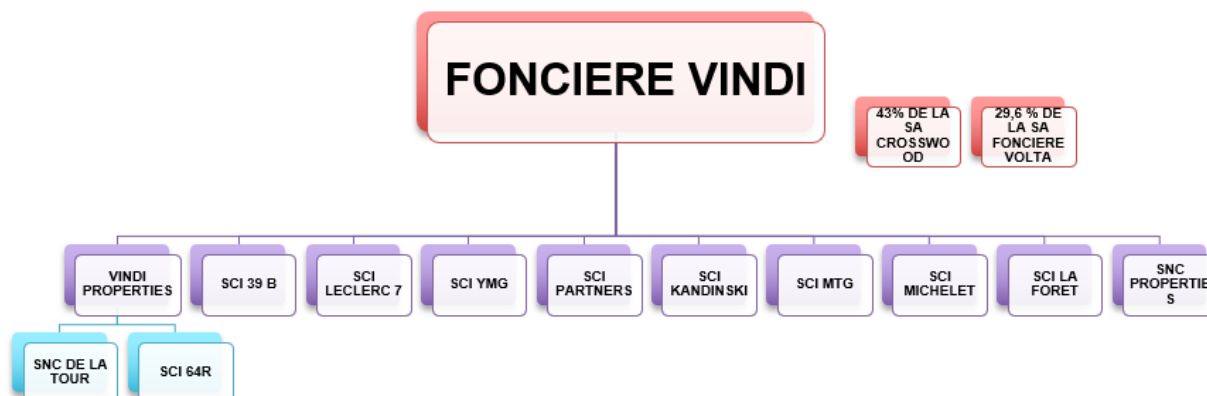 FONCIERE VINDI
43% DE LA
SA
CROSSWO
OD
29,6 % DE
LA SA
FONCIERE
VOLTA
VINDI
PROPERTIES
SCI 39 B
SCI
LECLERC 7
SCI YMG
SCI
PARTNERS
SCI
KANDINSKI
SCI MTG
SCI
MICHELET
SCI LA
FORET
SNC
PROPERTIE
S
SNC DE LA
TOUR
SCI 64R